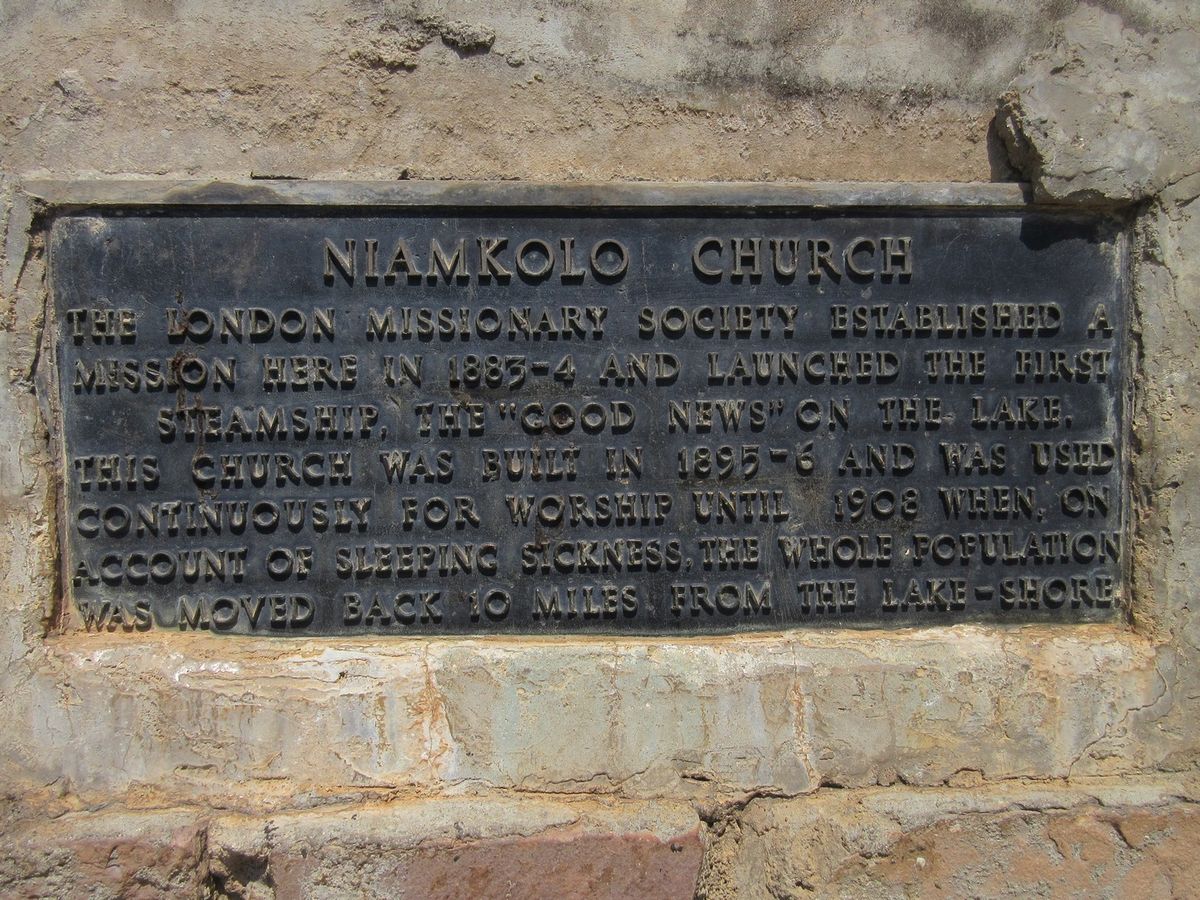 NIAMKOLO CHURCH
THE LONDON MISSIONARY SOCIETY ESTABLISHED A
MISSION HERE IN 1883-4 AND LAUNCHED THE FIRST
STEAMSHIP, THE "GOOD NEWS" ON THE LAKE.
THIS CHURCH WAS BUILT IN 1895-6 AND WAS USED
CONTINUOUSLY FOR WORSHIP UNTIL 1908 WHEN, ON
ACCOUNT OF SLEEPING SICKNESS, THE WHOLE POPULATION
WAS MOVED BACK 10 MILES FROM THE LAKE-SHORE